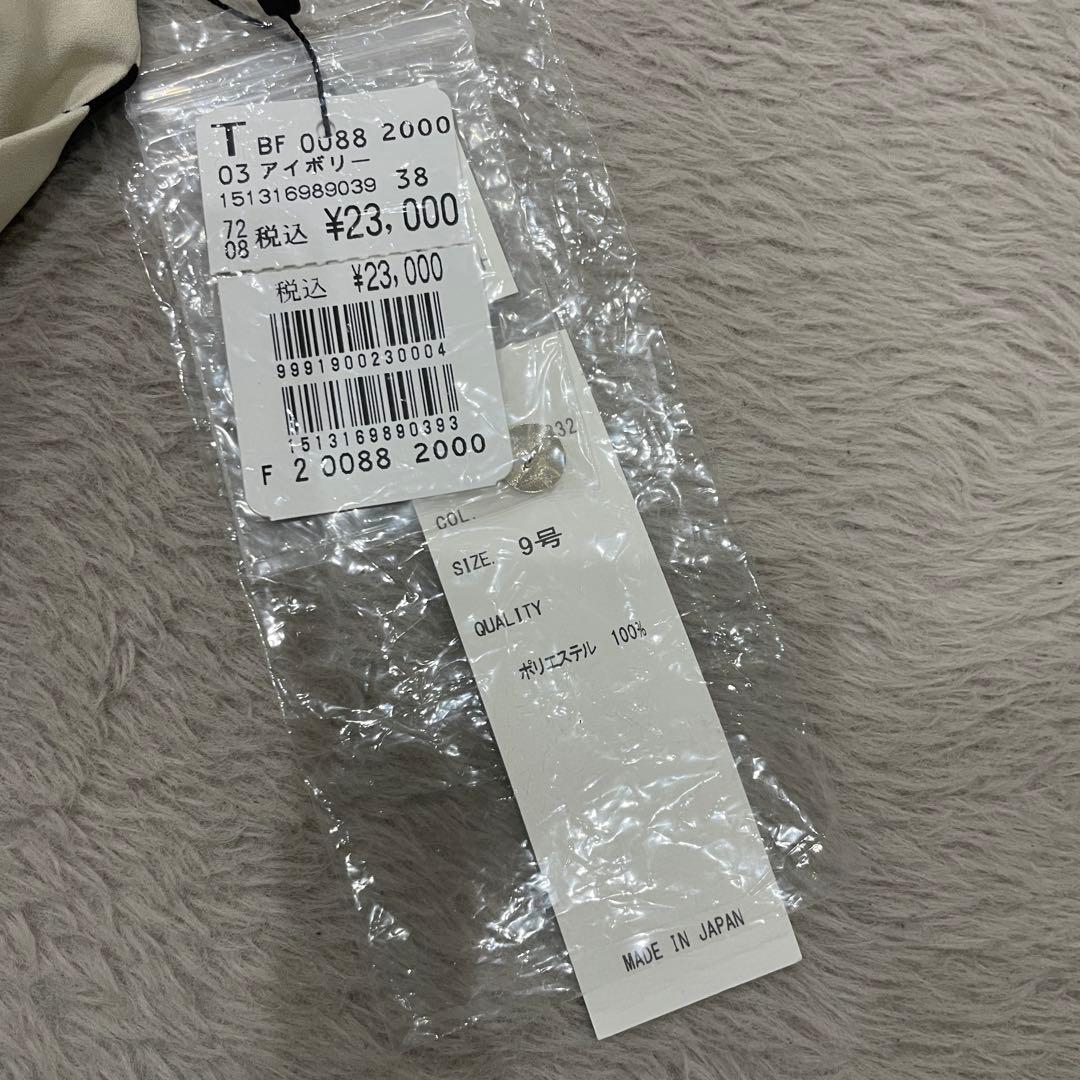 T BF 0088 2000
03 アイボリー
151316989039 38
72
08 税込 ¥23,000
税込 ¥23,000
9991900230004
1513169890393
F 2 0088 2000
832
COL.
SIZE. 9号
QUALITY
ポリエステル 100%
MADE IN JAPAN